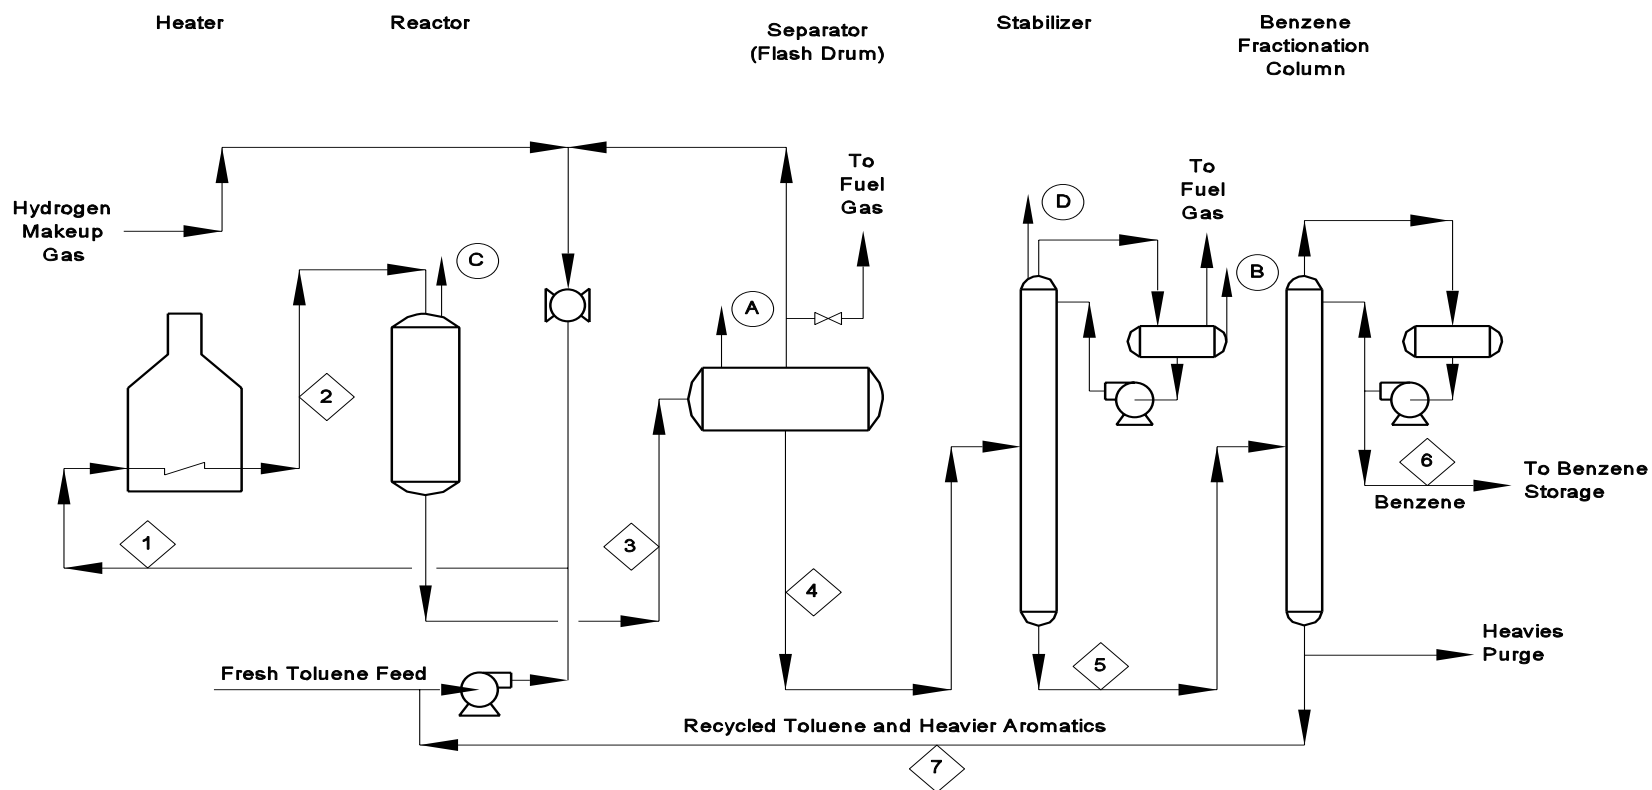 Heater
Reactor
Separator
(Flash Drum)
Stabilizer
Benzene
Fractionation
Column
Hydrogen
Makeup
Gas
C
A
To
Fuel
Gas
D
To
Fuel
Gas
B
2
1
3
4
6
To Benzene
Storage
Benzene
Fresh Toluene Feed
5
Heavies
Purge
Recycled Toluene and Heavier Aromatics
7